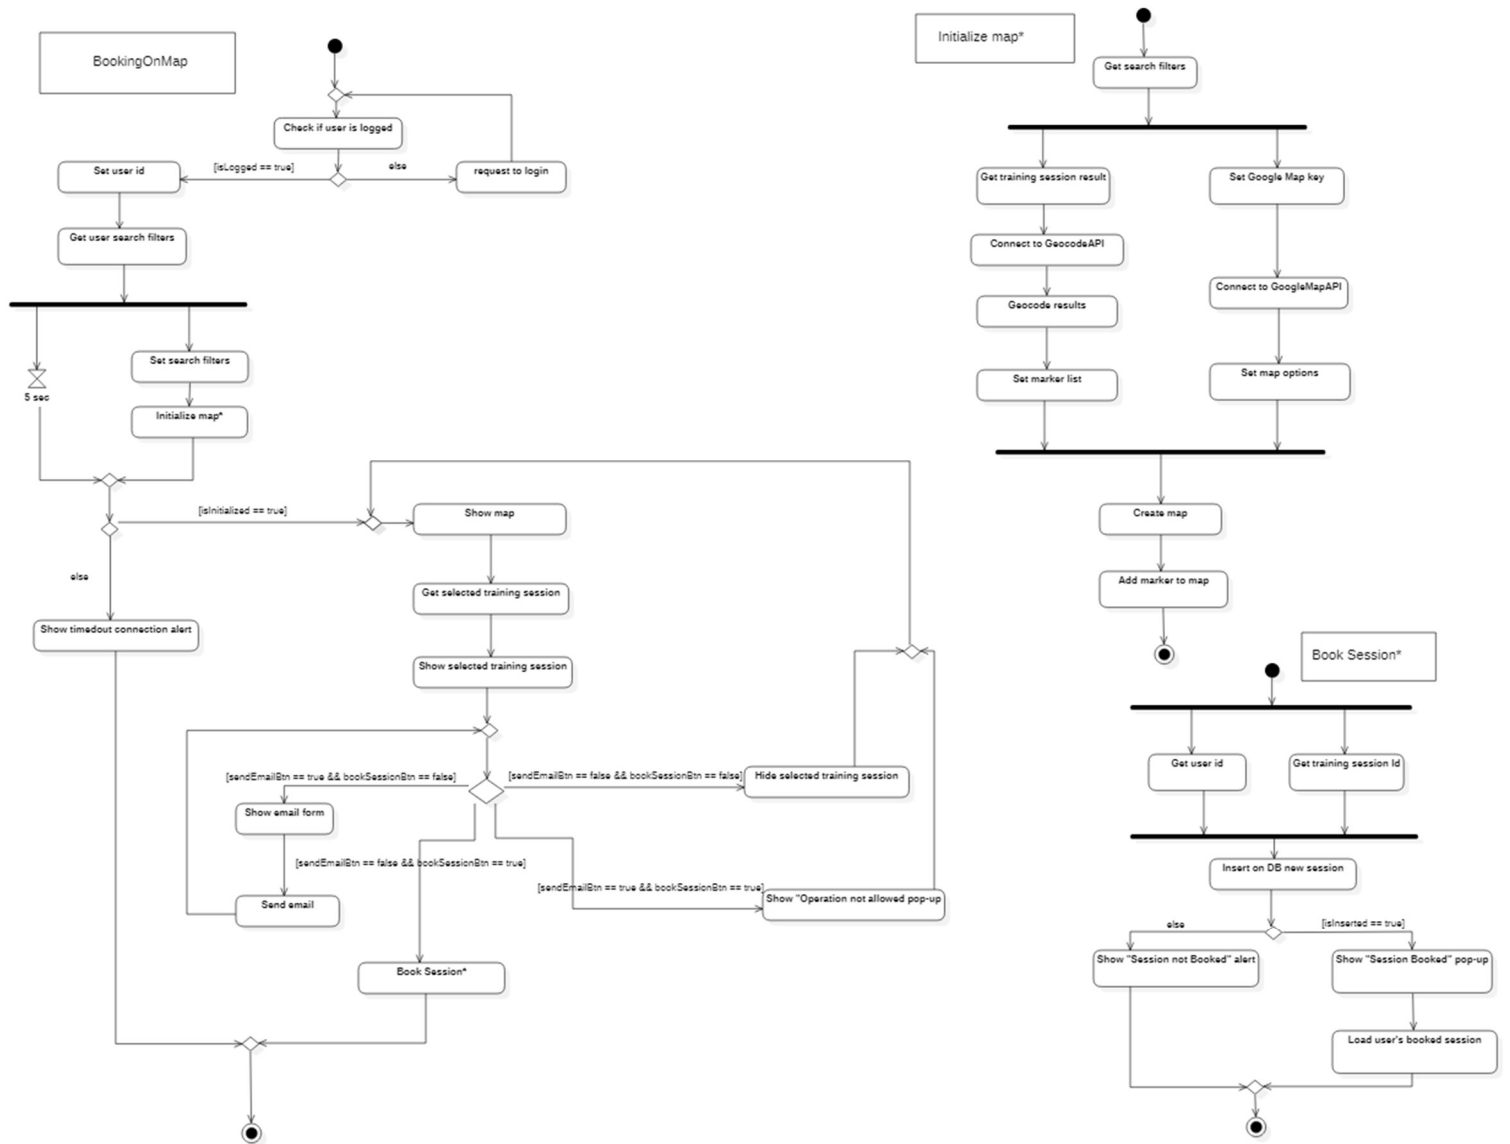 BookingOnMap
Check if user is logged
[isLogged == true]
else
Set user id
request to login
Get user search filters
Set search filters
5 sec
Initialize map*
[isInitialized == true]
Show map
else
Get selected training session
Show timedout connection alert
Show selected training session
[sendEmailBtn == true && bookSessionBtn == false]
[sendEmailBtn == false && bookSessionBtn == false]
Hide selected training session
Show email form
[sendEmailBtn == false && bookSessionBtn == true]
[sendEmailBtn == true && bookSessionBtn == true]
Show "Operation not allowed pop-up
Send email
Book Session*
Initialize map*
Get search filters
Get training session result
Set Google Map key
Connect to GeocodeAPI
Connect to GoogleMapAPI
Geocode results
Set marker list
Set map options
Create map
Add marker to map
Book Session*
Get user id
Get training session Id
Insert on DB new session
else
[isInserted == true]
Show "Session not Booked" alert
Show "Session Booked" pop-up
Load user's booked session